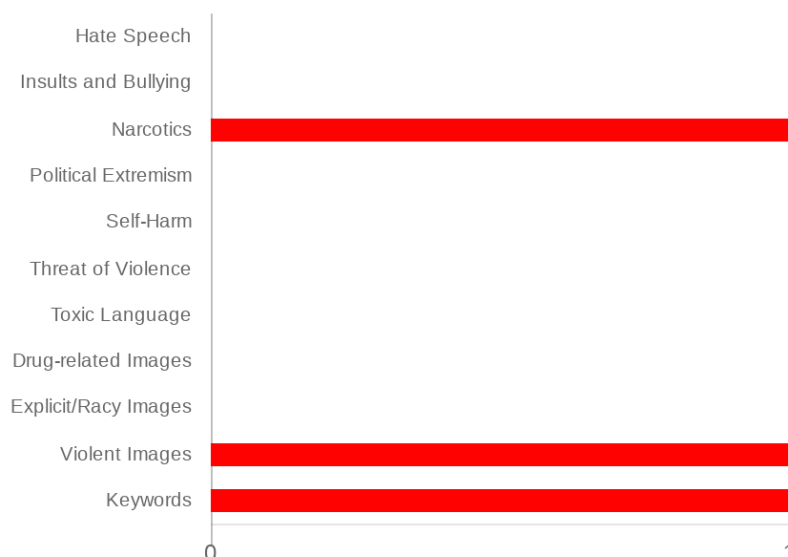 Hate Speech
Insults and Bullying
Narcotics
Political Extremism
Self-Harm
Threat of Violence
Toxic Language
Drug-related Images
Explicit/Racy Images
Violent Images
Keywords
0